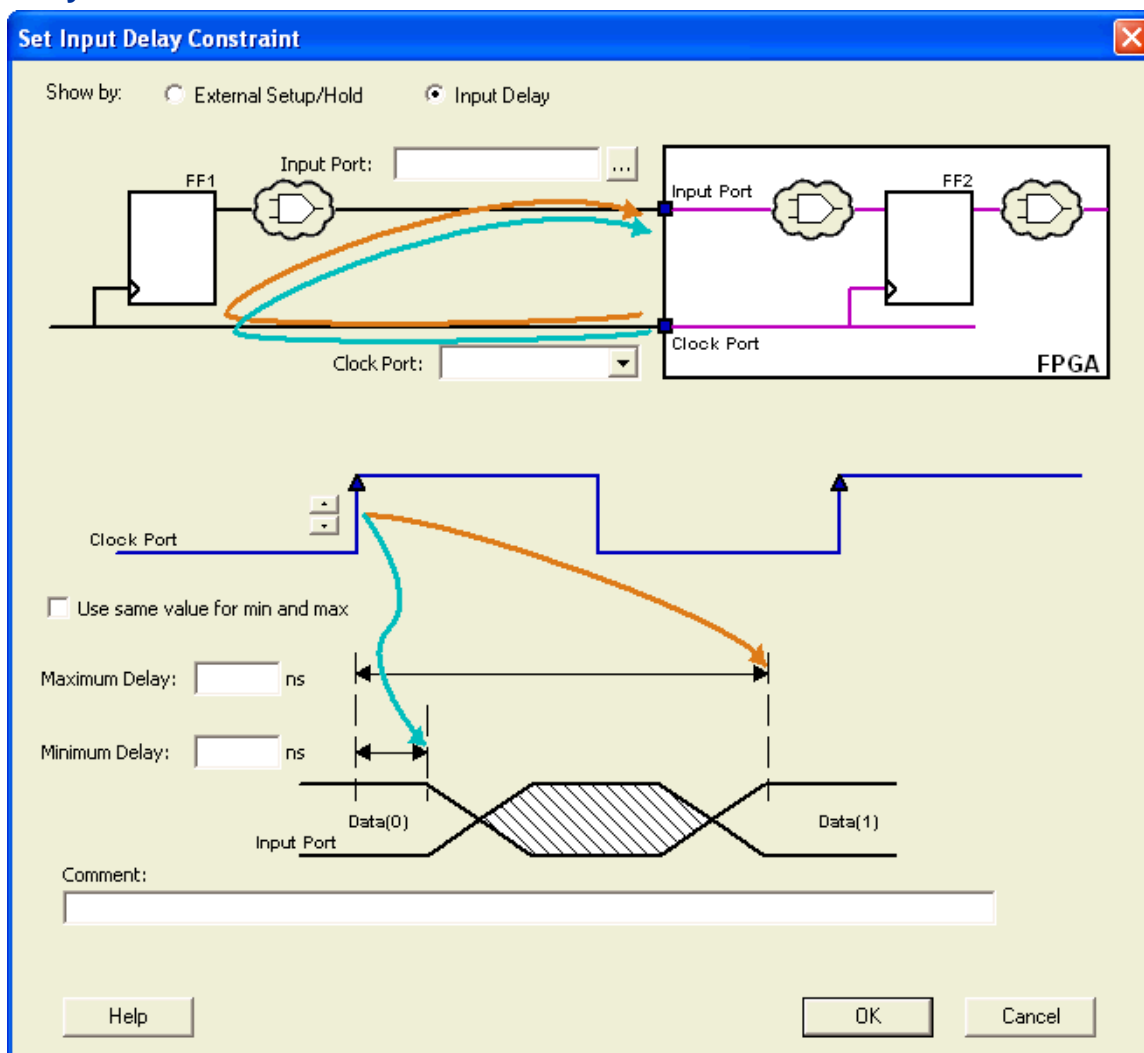 Set Input Delay Constraint
Show by: External Setup/Hold Input Delay
Input Port: ...
FF1
Input Port
FF2
Clock Port
Clock Port:
FPGA
Clock Port
Use same value for min and max
Maximum Delay: ns
Minimum Delay: ns
Data(0) Data(1)
Input Port
Comment:
Help OK Cancel